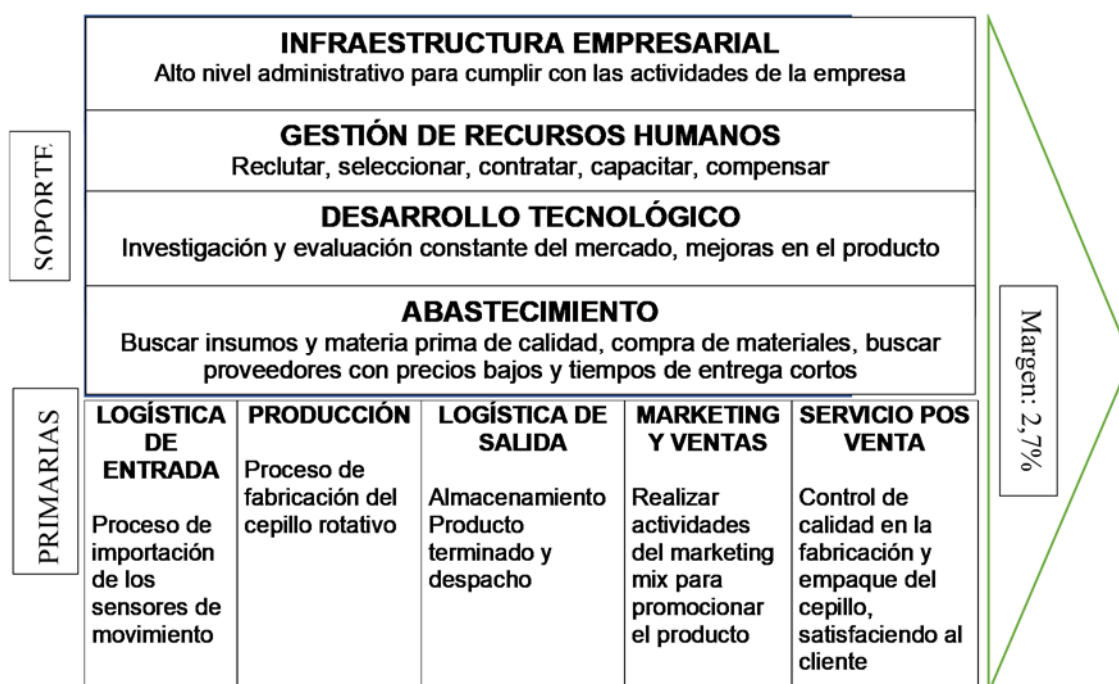 INFRAESTRUCTURA EMPRESARIAL
Alto nivel administrativo para cumplir con las actividades de la empresa
GESTIÓN DE RECURSOS HUMANOS
Reclutar, seleccionar, contratar, capacitar, compensar
DESARROLLO TECNOLÓGICO
Investigación y evaluación constante del mercado, mejoras en el producto
ABASTECIMIENTO
Buscar insumos y materia prima de calidad, compra de materiales, buscar
proveedores con precios bajos y tiempos de entrega cortos
SOPORTE
PRIMARIAS
LOGÍSTICA
DE
ENTRADA
Proceso de
importación
de los
sensores de
movimiento
PRODUCCIÓN
Proceso de
fabricación del
cepillo rotativo
LOGÍSTICA DE
SALIDA
Almacenamiento
Producto
terminado y
despacho
MARKETING
Y VENTAS
Realizar
actividades
del marketing
mix para
promocionar
el producto
SERVICIO POS
VENTA
Control de
calidad en la
fabricación y
empaque del
cepillo,
satisfaciendo al
cliente
Margen: 2,7%